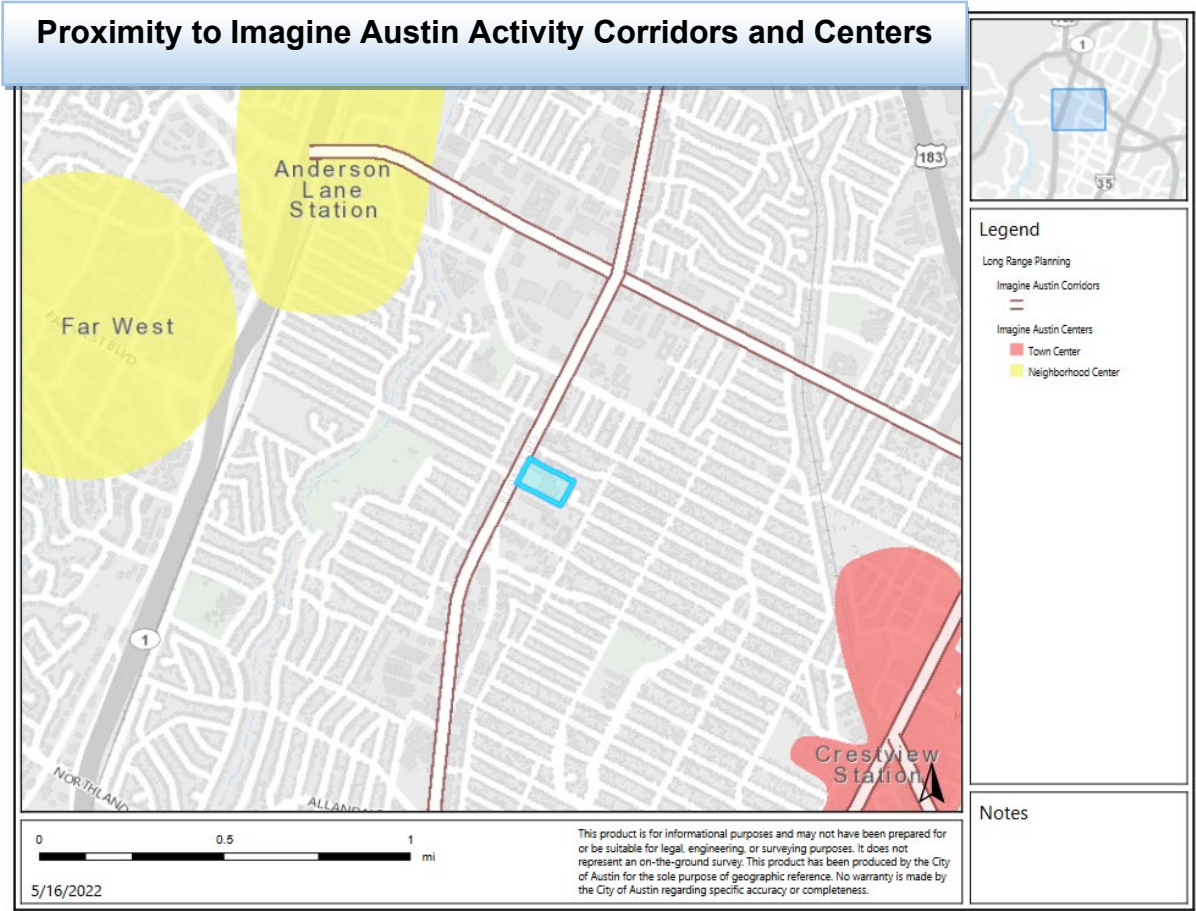 Proximity to Imagine Austin Activity Corridors and Centers
1
35
183
Anderson
Lane
Station
Far West
FAR WEST BLVD
1
Crestview
Station
NORTHLAND
Legend
Long Range Planning
Imagine Austin Corridors
Imagine Austin Centers
Town Center
Neighborhood Center
Notes
0 0.5 1
mi
5/16/2022
This product is for informational purposes and may not have been prepared for
or be suitable for legal, engineering, or surveying purposes. It does not
represent an on-the-ground survey. This product has been produced by the City
of Austin for the sole purpose of geographic reference. No warranty is made by
the City of Austin regarding specific accuracy or completeness.